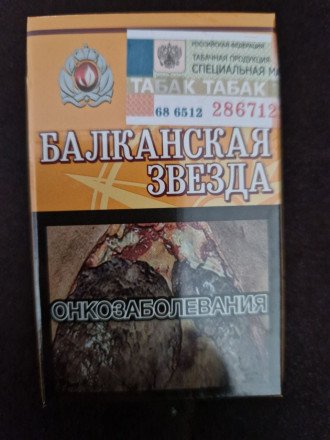 РОССИЙСКАЯ ФЕДЕРАЦИЯ
ТАБАЧНАЯ ПРОДУКЦИЯ
СПЕЦИАЛЬНАЯ МА
ТАБАК ТАБАК
68 6512 286712
БАЛКАНСКАЯ
ЗВЕЗДА
ОНКОЗАБОЛЕВАНИЯ